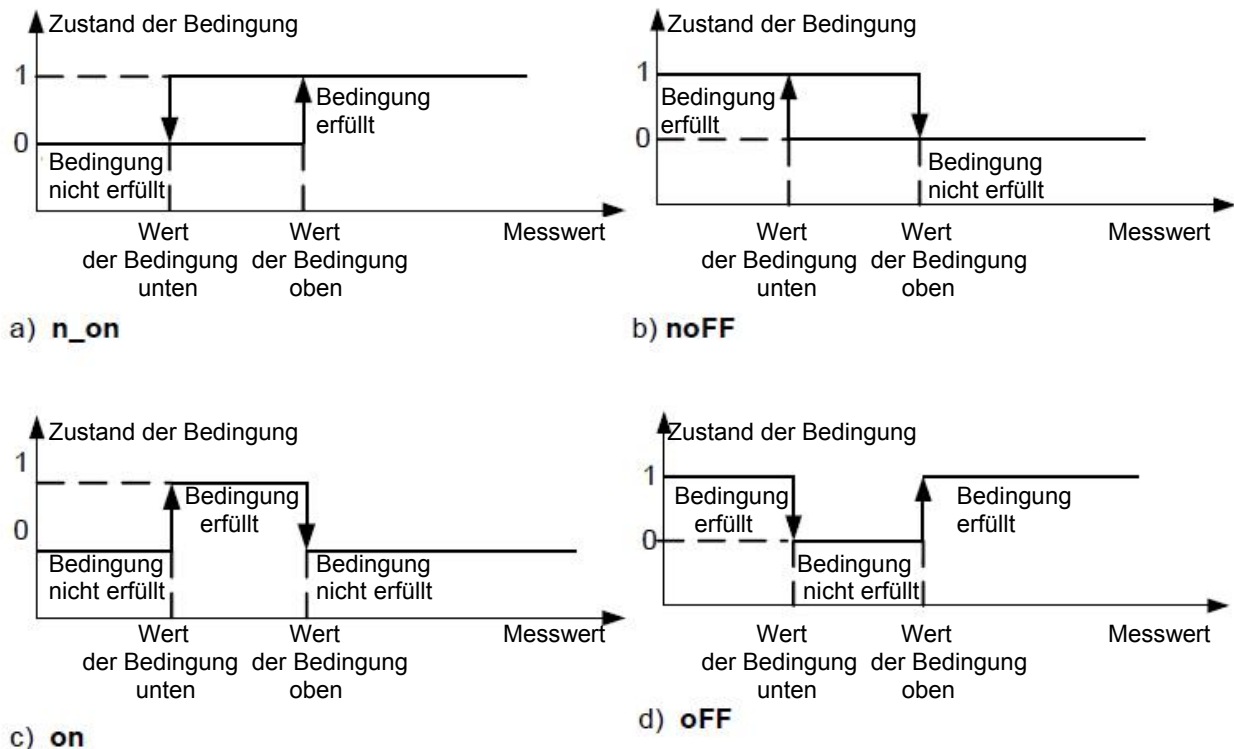 Zustand der Bedingung
1
Bedingung
erfüllt
0
Bedingung
nicht erfüllt
Wert
der Bedingung
unten
Wert
der Bedingung
oben
Messwert
a) n_on
Zustand der Bedingung
1
Bedingung
erfüllt
0
Bedingung
nicht erfüllt
Wert
der Bedingung
unten
Wert
der Bedingung
oben
Messwert
b) noFF
Zustand der Bedingung
1
Bedingung
erfüllt
0
Bedingung
nicht erfüllt
Bedingung
nicht erfüllt
Wert
der Bedingung
unten
Wert
der Bedingung
oben
Messwert
c) on
Zustand der Bedingung
1
Bedingung
erfüllt
Bedingung
erfüllt
0
Bedingung
nicht erfüllt
Wert
der Bedingung
unten
Wert
der Bedingung
oben
Messwert
d) oFF